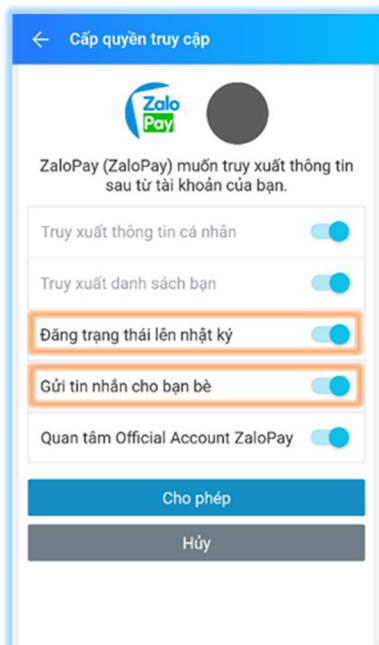 Cấp quyền truy cập
Zalo
Pay
ZaloPay (ZaloPay) muốn truy xuất thông tin
sau từ tài khoản của bạn.
Truy xuất thông tin cá nhân
Truy xuất danh sách bạn
Đăng trạng thái lên nhật ký
Gửi tin nhắn cho bạn bè
Quan tâm Official Account ZaloPay
Cho phép
Hủy